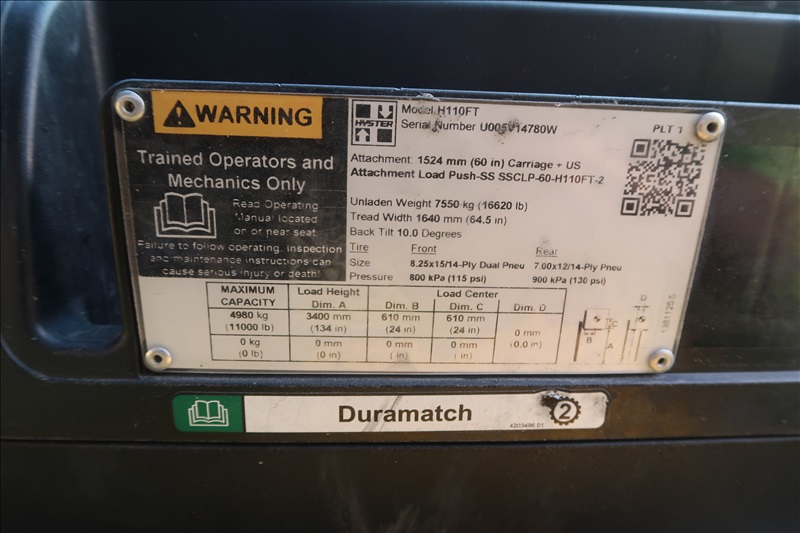 WARNING
Trained Operators and
Mechanics Only
Read Operating
Manual located
on or near seat.
Failure to follow operating, inspection
and maintenance instructions can
cause serious injury or death!
HYSTER
Model H110FT
Serial Number U005V14780W
PLT 1
Attachment: 1524 mm (60 in) Carriage + US
Attachment Load Push-SS SSCLP-60-H110FT-2
Unladen Weight 7550 kg (16620 lb)
Tread Width 1640 mm (64.5 in)
Back Tilt 10.0 Degrees
Tire Front Rear
Size 8.25x15/14-Ply Dual Pneu 7.00x12/14-Ply Pneu
Pressure 800 kPa (115 psi) 900 kPa (130 psi)
MAXIMUM CAPACITY Load Height Dim. A Load Center Dim. B Dim. C Dim. D
4980 kg 3400 mm 610 mm 610 mm 0 mm
(11000 lb) (134 in) (24 in) (24 in) (0.0 in)
0 kg 0 mm 0 mm 0 mm
(0 lb) (0 in) ( in) ( in)
D
C
B A
Duramatch
2
4203496.01